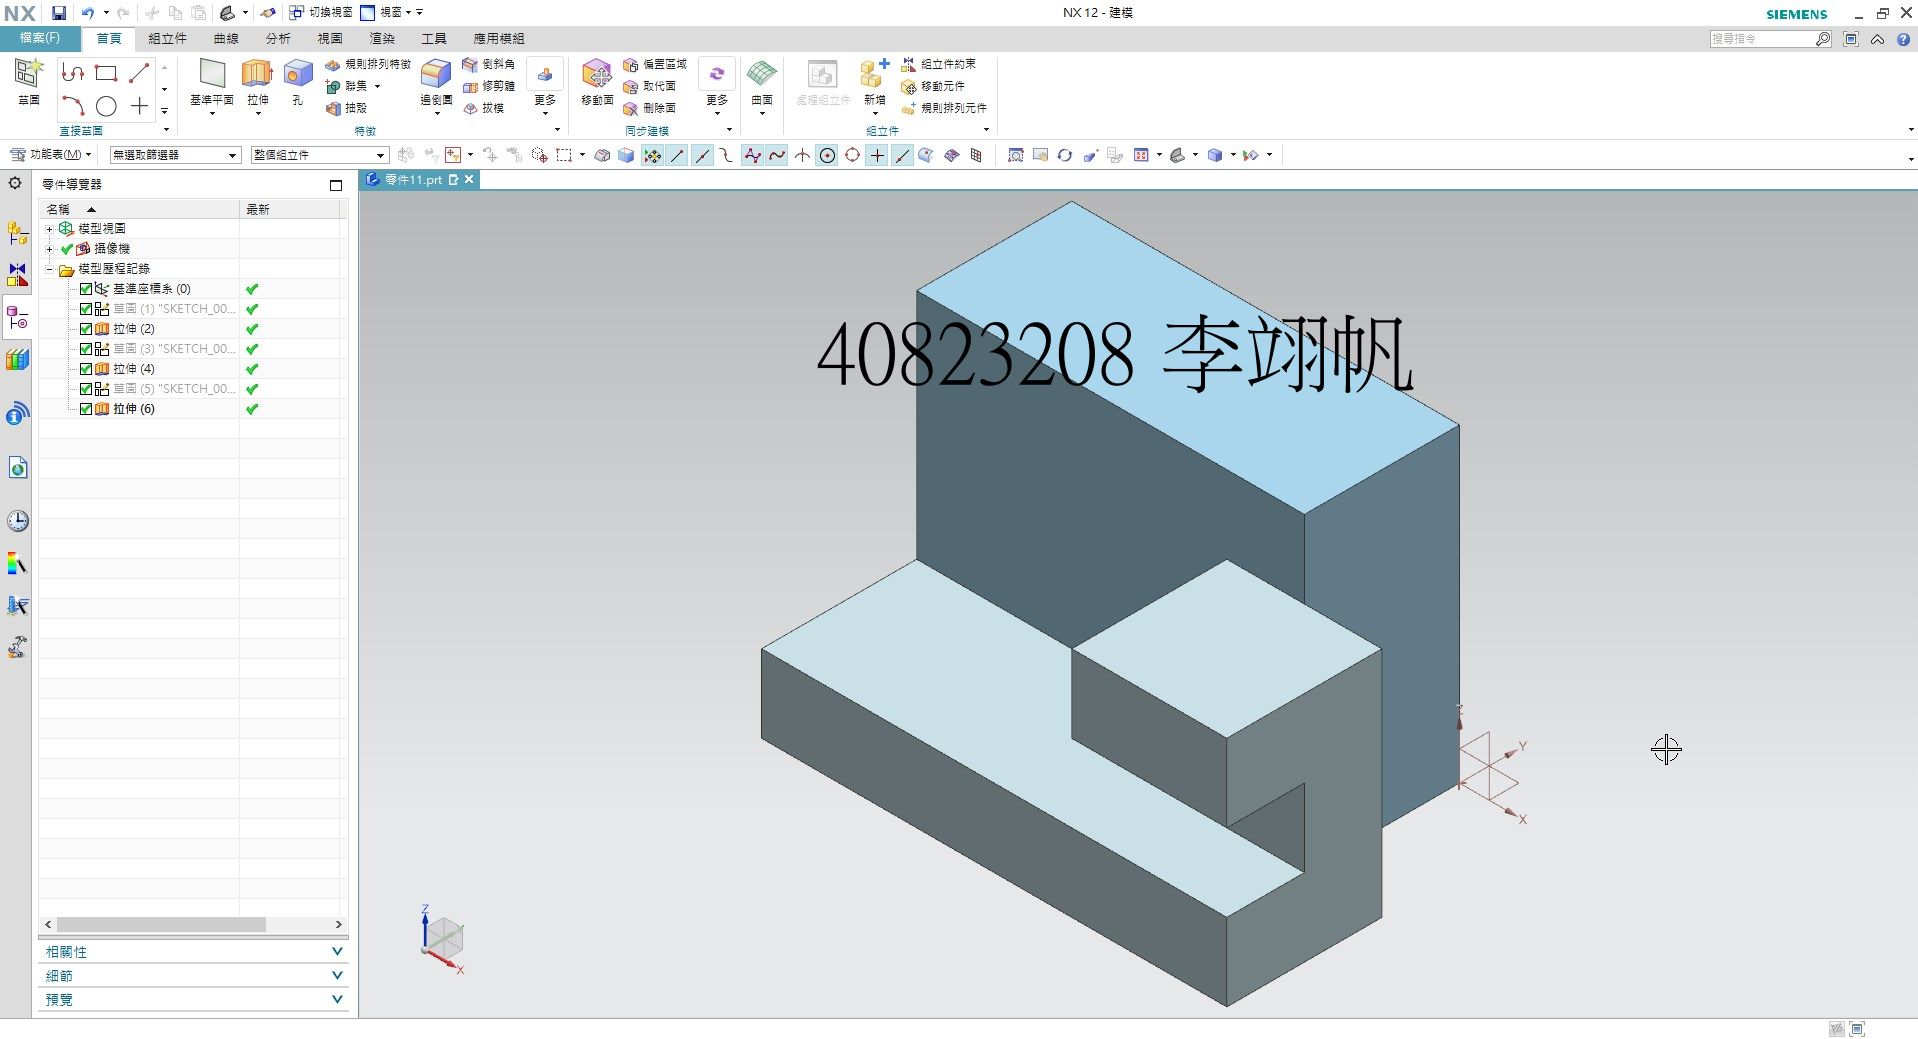 NX
切換視窗 視窗
NX 12 - 建模
SIEMENS
檔案(F) 首頁 組立件 曲線 分析 視圖 渲染 工具 應用模組
搜尋指令
草圖
直接草圖
基準平面 拉伸 孔
規則排列特徵
聯集
抽殼
邊倒圓
倒斜角
修剪體
拔模
更多
特徵
移動面
偏置區域
取代面
刪除面
更多
同步建模
曲面
處理組立件
新增
組立件約束
移動元件
規則排列元件
組立件
功能表(M) 無選取篩選器 整個組立件
零件導覽器
零件11.prt
名稱 最新
模型視圖
攝像機
模型歷程記錄
基準座標系 (0)
草圖 (1) "SKETCH_00...
拉伸 (2)
草圖 (3) "SKETCH_00...
拉伸 (4)
草圖 (5) "SKETCH_00...
拉伸 (6)
40823208 李翊帆
Z
Y
X
Z
X
相關性
細節
預覽